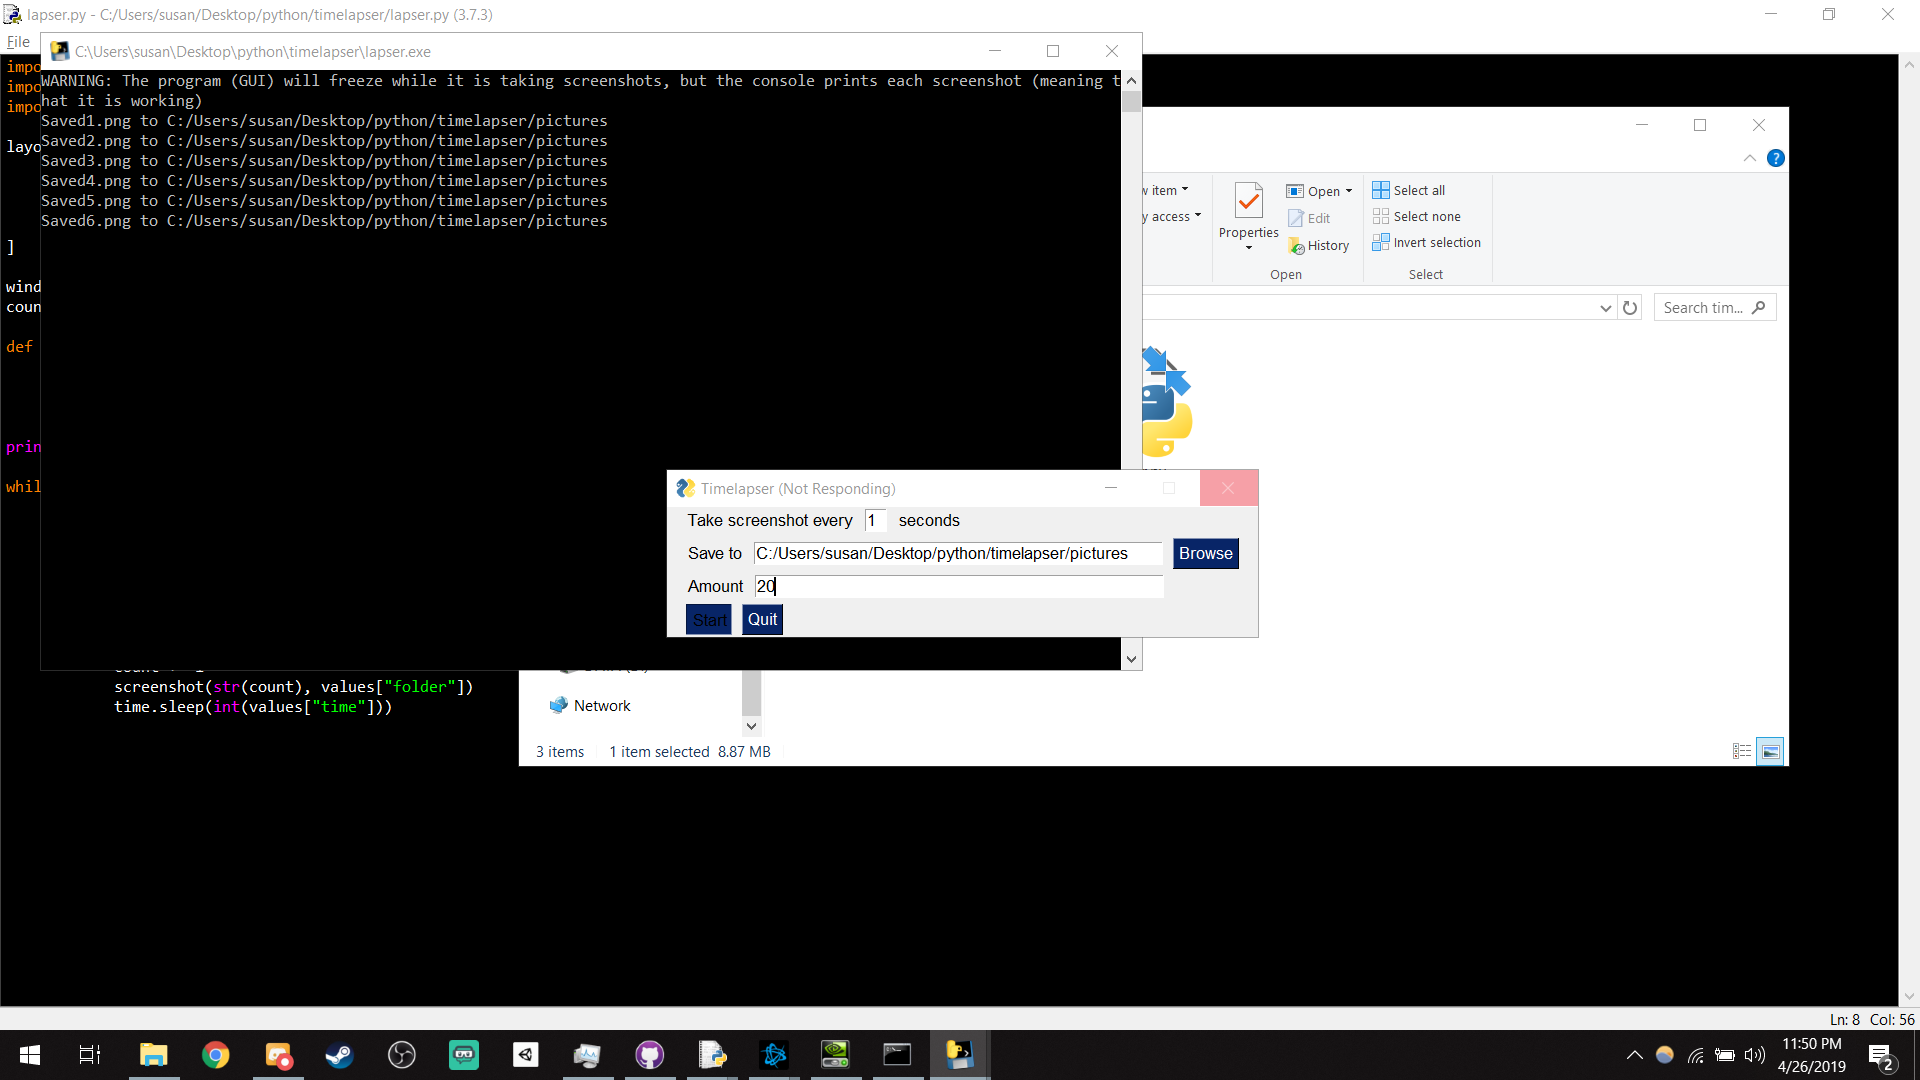 lapser.py - C:/Users/susan/Desktop/python/timelapser/lapser.py (3.7.3)
File
C:\Users\susan\Desktop\python\timelapser\lapser.exe
WARNING: The program (GUI) will freeze while it is taking screenshots, but the console prints each screenshot (meaning t
hat it is working)
Saved1.png to C:/Users/susan/Desktop/python/timelapser/pictures
Saved2.png to C:/Users/susan/Desktop/python/timelapser/pictures
Saved3.png to C:/Users/susan/Desktop/python/timelapser/pictures
Saved4.png to C:/Users/susan/Desktop/python/timelapser/pictures
Saved5.png to C:/Users/susan/Desktop/python/timelapser/pictures
Saved6.png to C:/Users/susan/Desktop/python/timelapser/pictures
impo
impo
impo
layo
]
wind
coun
def
prin
whil
screenshot(str(count), values["folder"])
time.sleep(int(values["time"]))
w item
y access
Properties
Open
Edit
History
Open
Select all
Select none
Invert selection
Select
Search tim...
Timelapser (Not Responding)
Take screenshot every 1 seconds
Save to C:/Users/susan/Desktop/python/timelapser/pictures Browse
Amount 20
Start Quit
Network
3 items 1 item selected 8.87 MB
Ln: 8 Col: 56
11:50 PM
4/26/2019
2